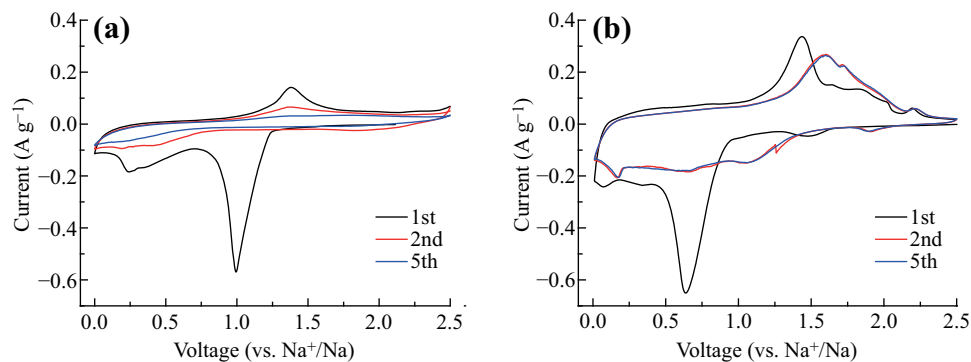 (a)
0.4
0.2
0.0
−0.2
−0.4
−0.6
Current (A g⁻¹)
1st
2nd
5th
0.0 0.5 1.0 1.5 2.0 2.5
Voltage (vs. Na⁺/Na)
(b)
0.4
0.2
0.0
−0.2
−0.4
−0.6
Current (A g⁻¹)
1st
2nd
5th
0.0 0.5 1.0 1.5 2.0 2.5
Voltage (vs. Na⁺/Na)